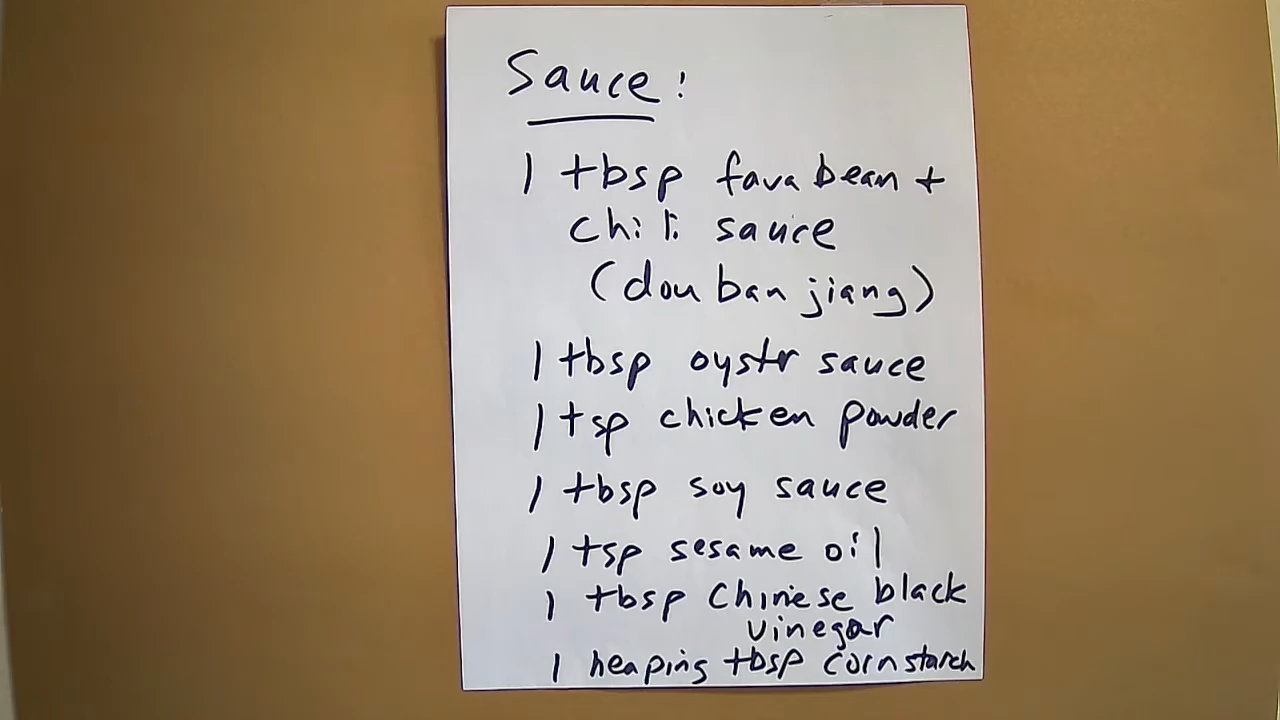 Sauce:
1 tbsp fava bean +
chili sauce
(dou ban jiang)
1 tbsp oystr sauce
1 tsp chicken powder
1 tbsp soy sauce
1 tsp sesame oil
1 tbsp Chinese black
vinegar
1 heaping tbsp cornstarch